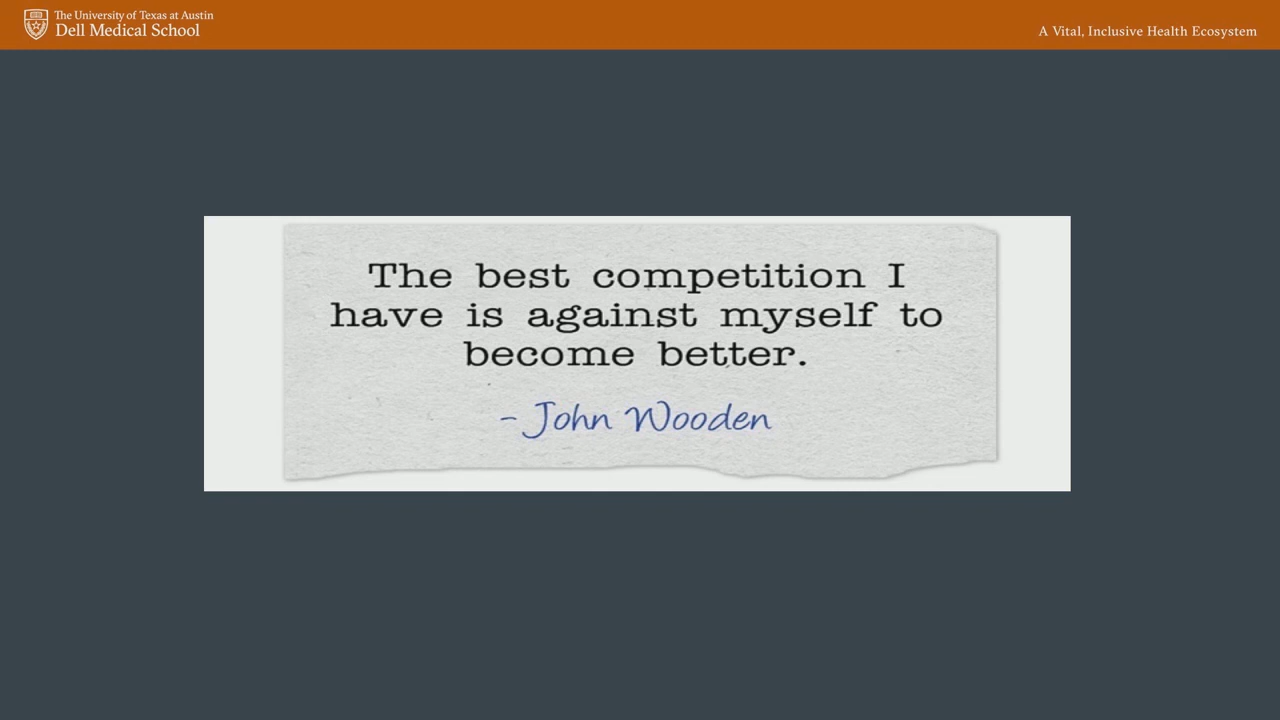 The University of Texas at Austin
Dell Medical School
A Vital, Inclusive Health Ecosystem
The best competition I
have is against myself to
become better.
- John Wooden